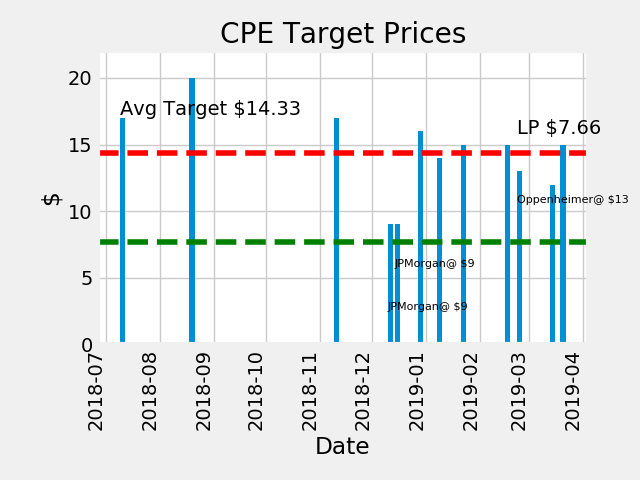 CPE Target Prices
20
Avg Target $14.33
LP $7.66
15
$
Oppenheimer@ $13
10
JPMorgan@ $9
5
JPMorgan@ $9
0
2018-07
2018-08
2018-09
2018-10
2018-11
2018-12
2019-01
2019-02
2019-03
2019-04
Date